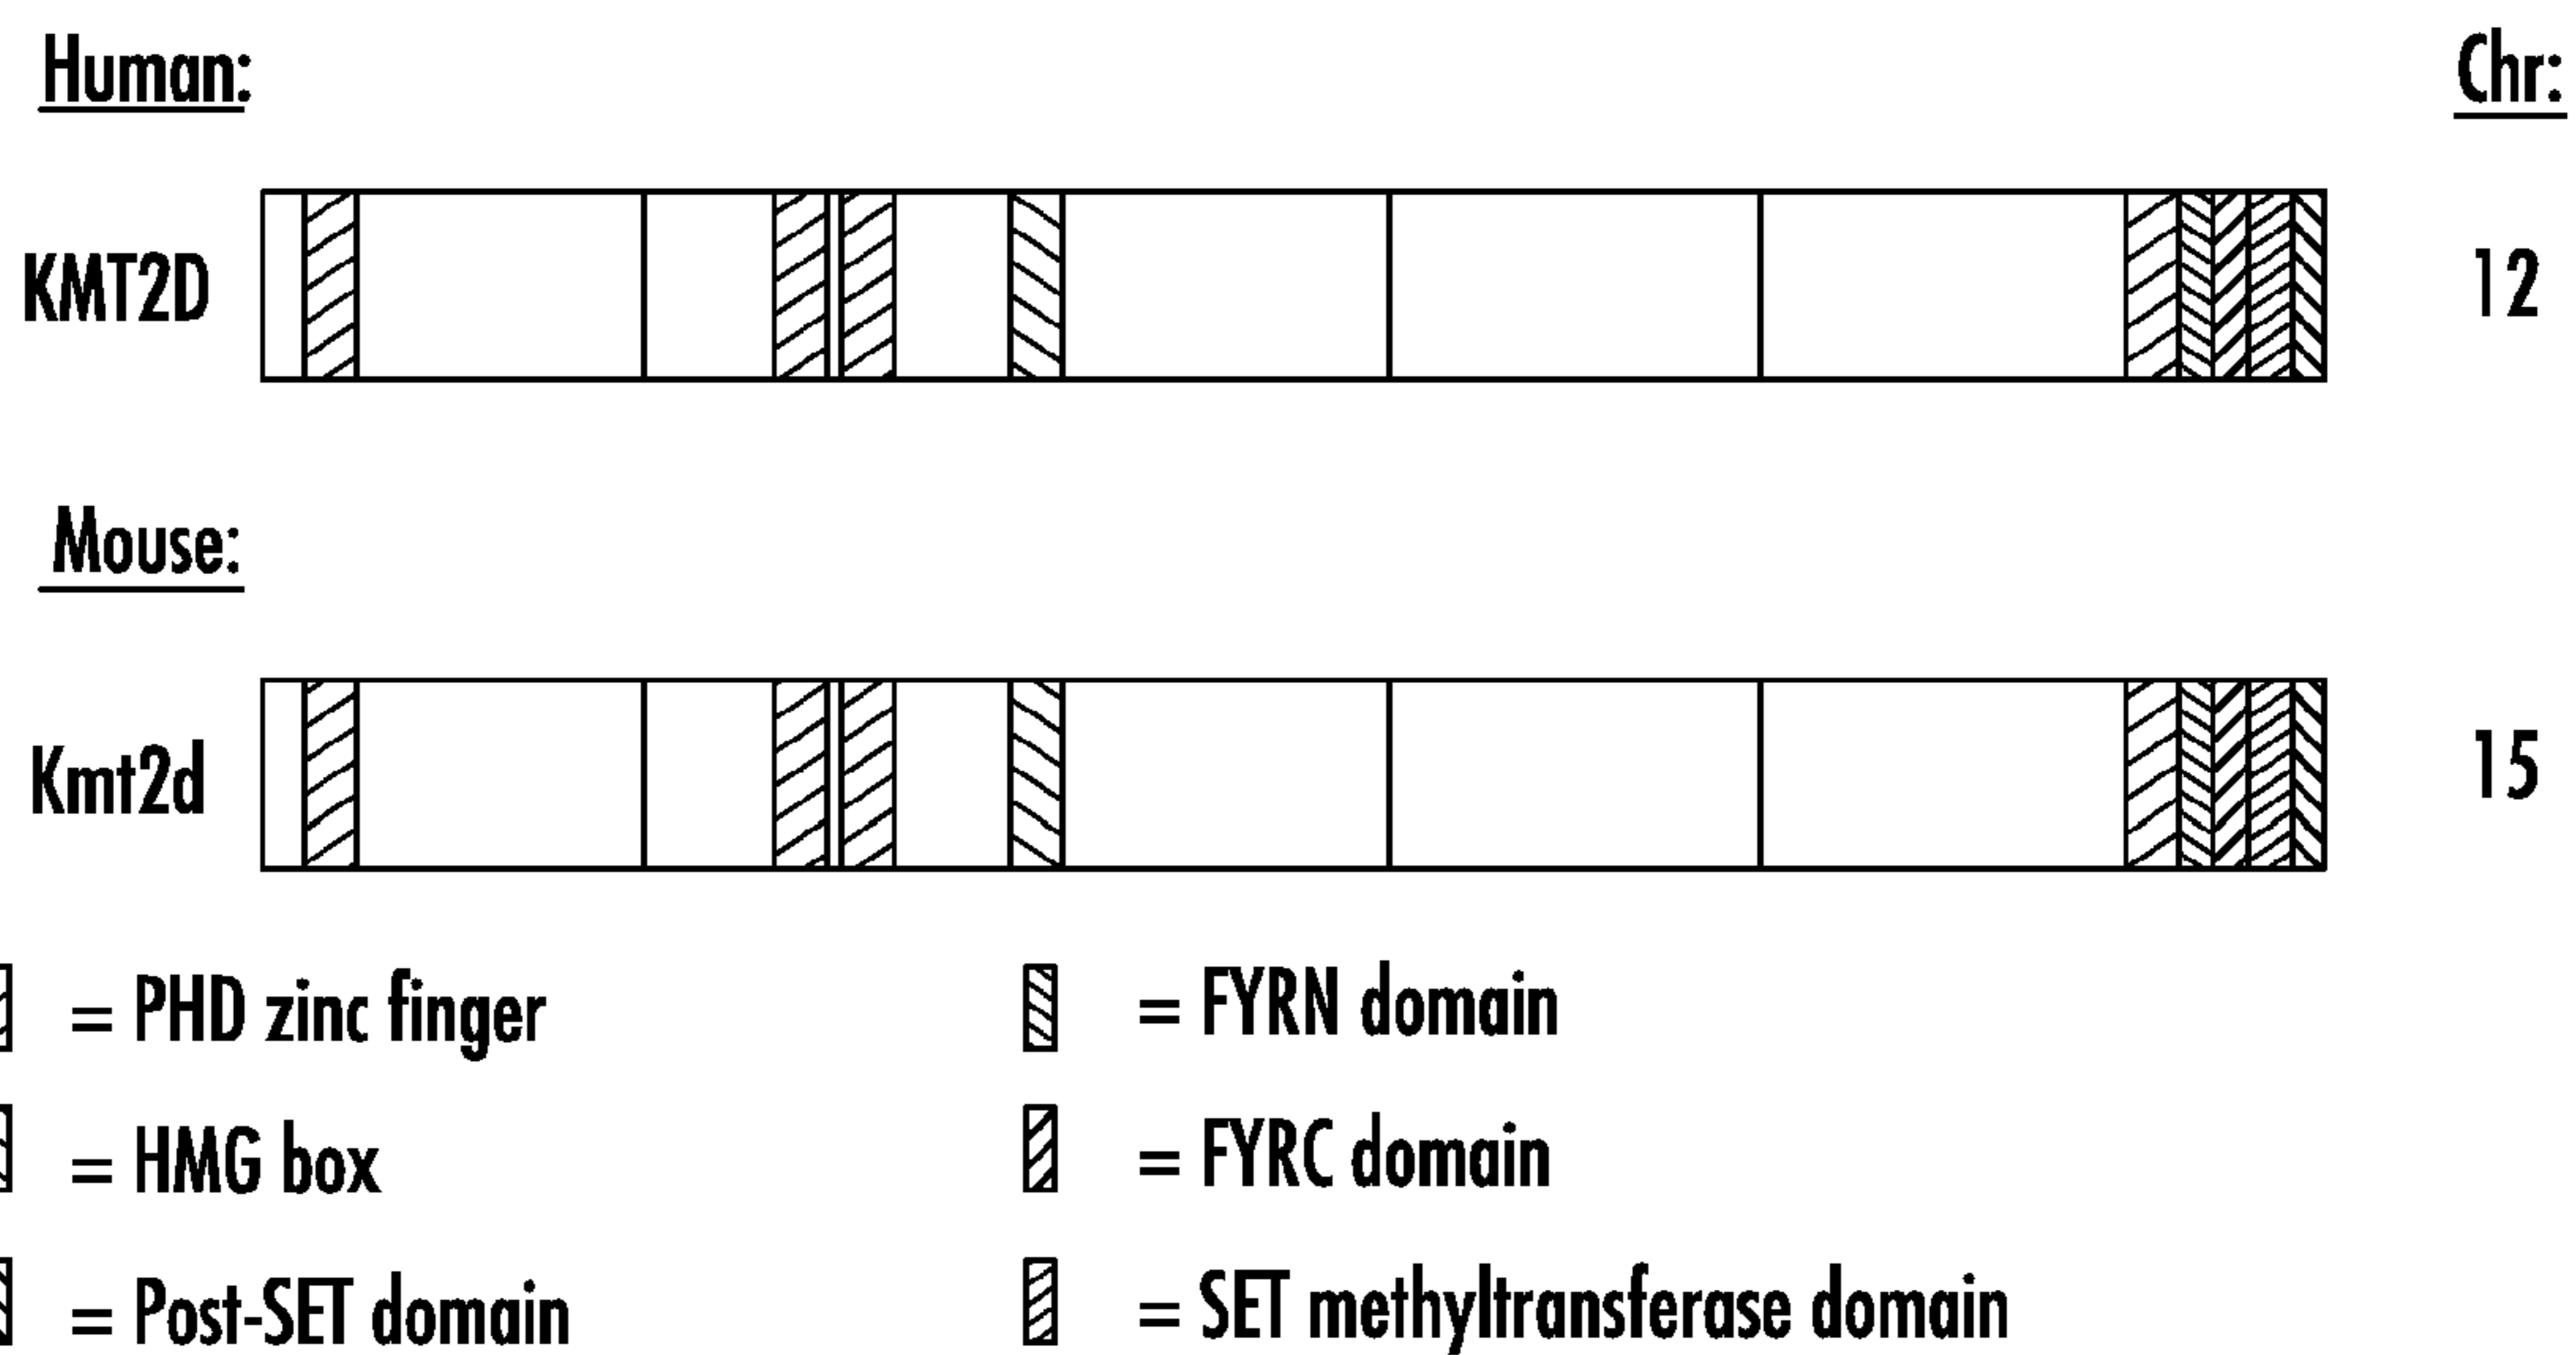 Human:
Chr:
KMT2D
12
Mouse:
Kmt2d
15
= PHD zinc finger
= FYRN domain
= HMG box
= FYRC domain
= Post-SET domain
= SET methyltransferase domain